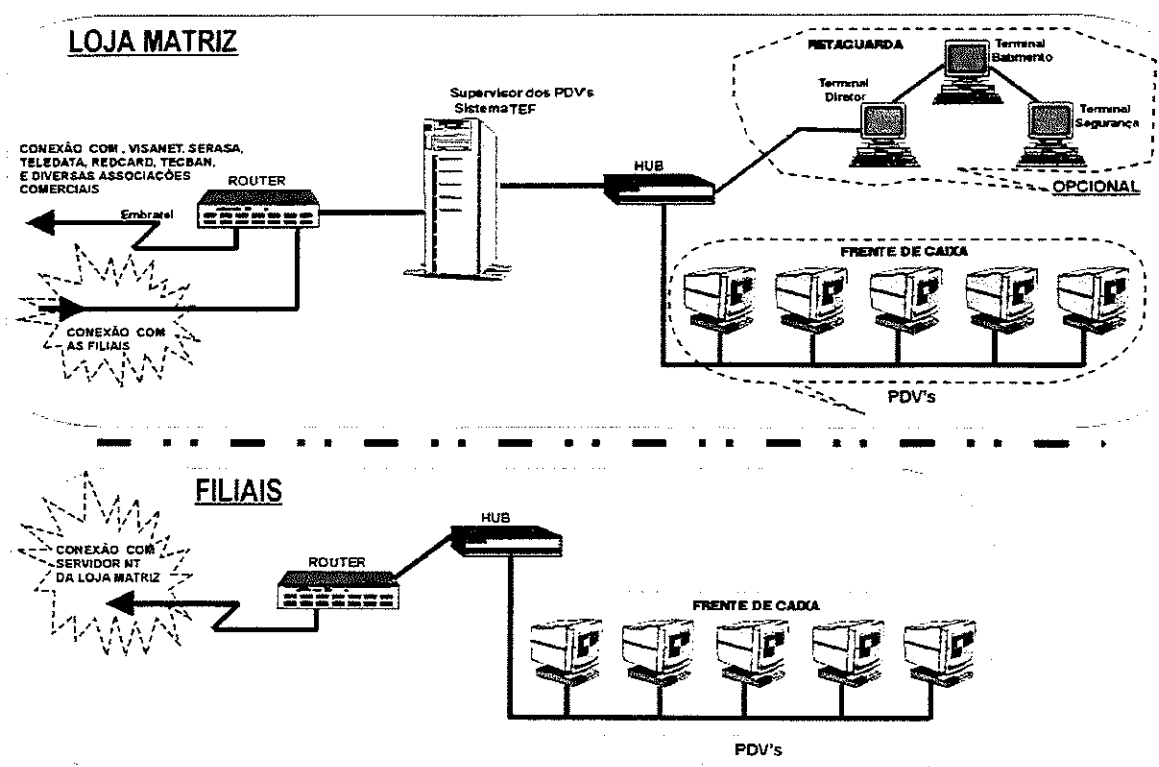 LOJA MATRIZ
RETAGUARDA
Terminal
Batimento
Terminal
Diretor
Terminal
Segurança
OPCIONAL
Supervisor dos PDV's
Sistema TEF
CONEXÃO COM , VISANET, SERASA,
TELEDATA, REDCARD, TECBAN,
E DIVERSAS ASSOCIAÇÕES
COMERCIAIS
ROUTER
HUB
Embratel
FRENTE DE CAIXA
CONEXÃO COM
AS FILIAIS
PDV's
FILIAIS
HUB
CONEXÃO COM
SERVIDOR NT
DA LOJA MATRIZ
ROUTER
FRENTE DE CAIXA
PDV's